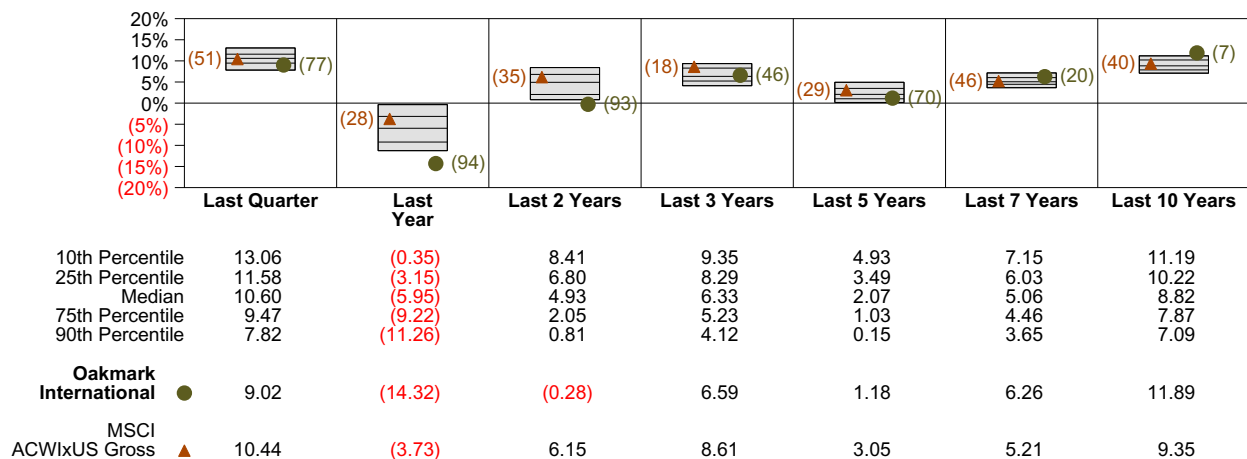 20%
15%
10%
5%
0%
(5%)
(10%)
(15%)
(20%)
(51) (77) (28) (94) (35) (93) (18) (46) (29) (70) (46) (20) (40) (7)
Last Quarter Last Year Last 2 Years Last 3 Years Last 5 Years Last 7 Years Last 10 Years
10th Percentile 13.06 (0.35) 8.41 9.35 4.93 7.15 11.19
25th Percentile 11.58 (3.15) 6.80 8.29 3.49 6.03 10.22
Median 10.60 (5.95) 4.93 6.33 2.07 5.06 8.82
75th Percentile 9.47 (9.22) 2.05 5.23 1.03 4.46 7.87
90th Percentile 7.82 (11.26) 0.81 4.12 0.15 3.65 7.09
Oakmark
International 9.02 (14.32) (0.28) 6.59 1.18 6.26 11.89
MSCI
ACWIxUS Gross 10.44 (3.73) 6.15 8.61 3.05 5.21 9.35